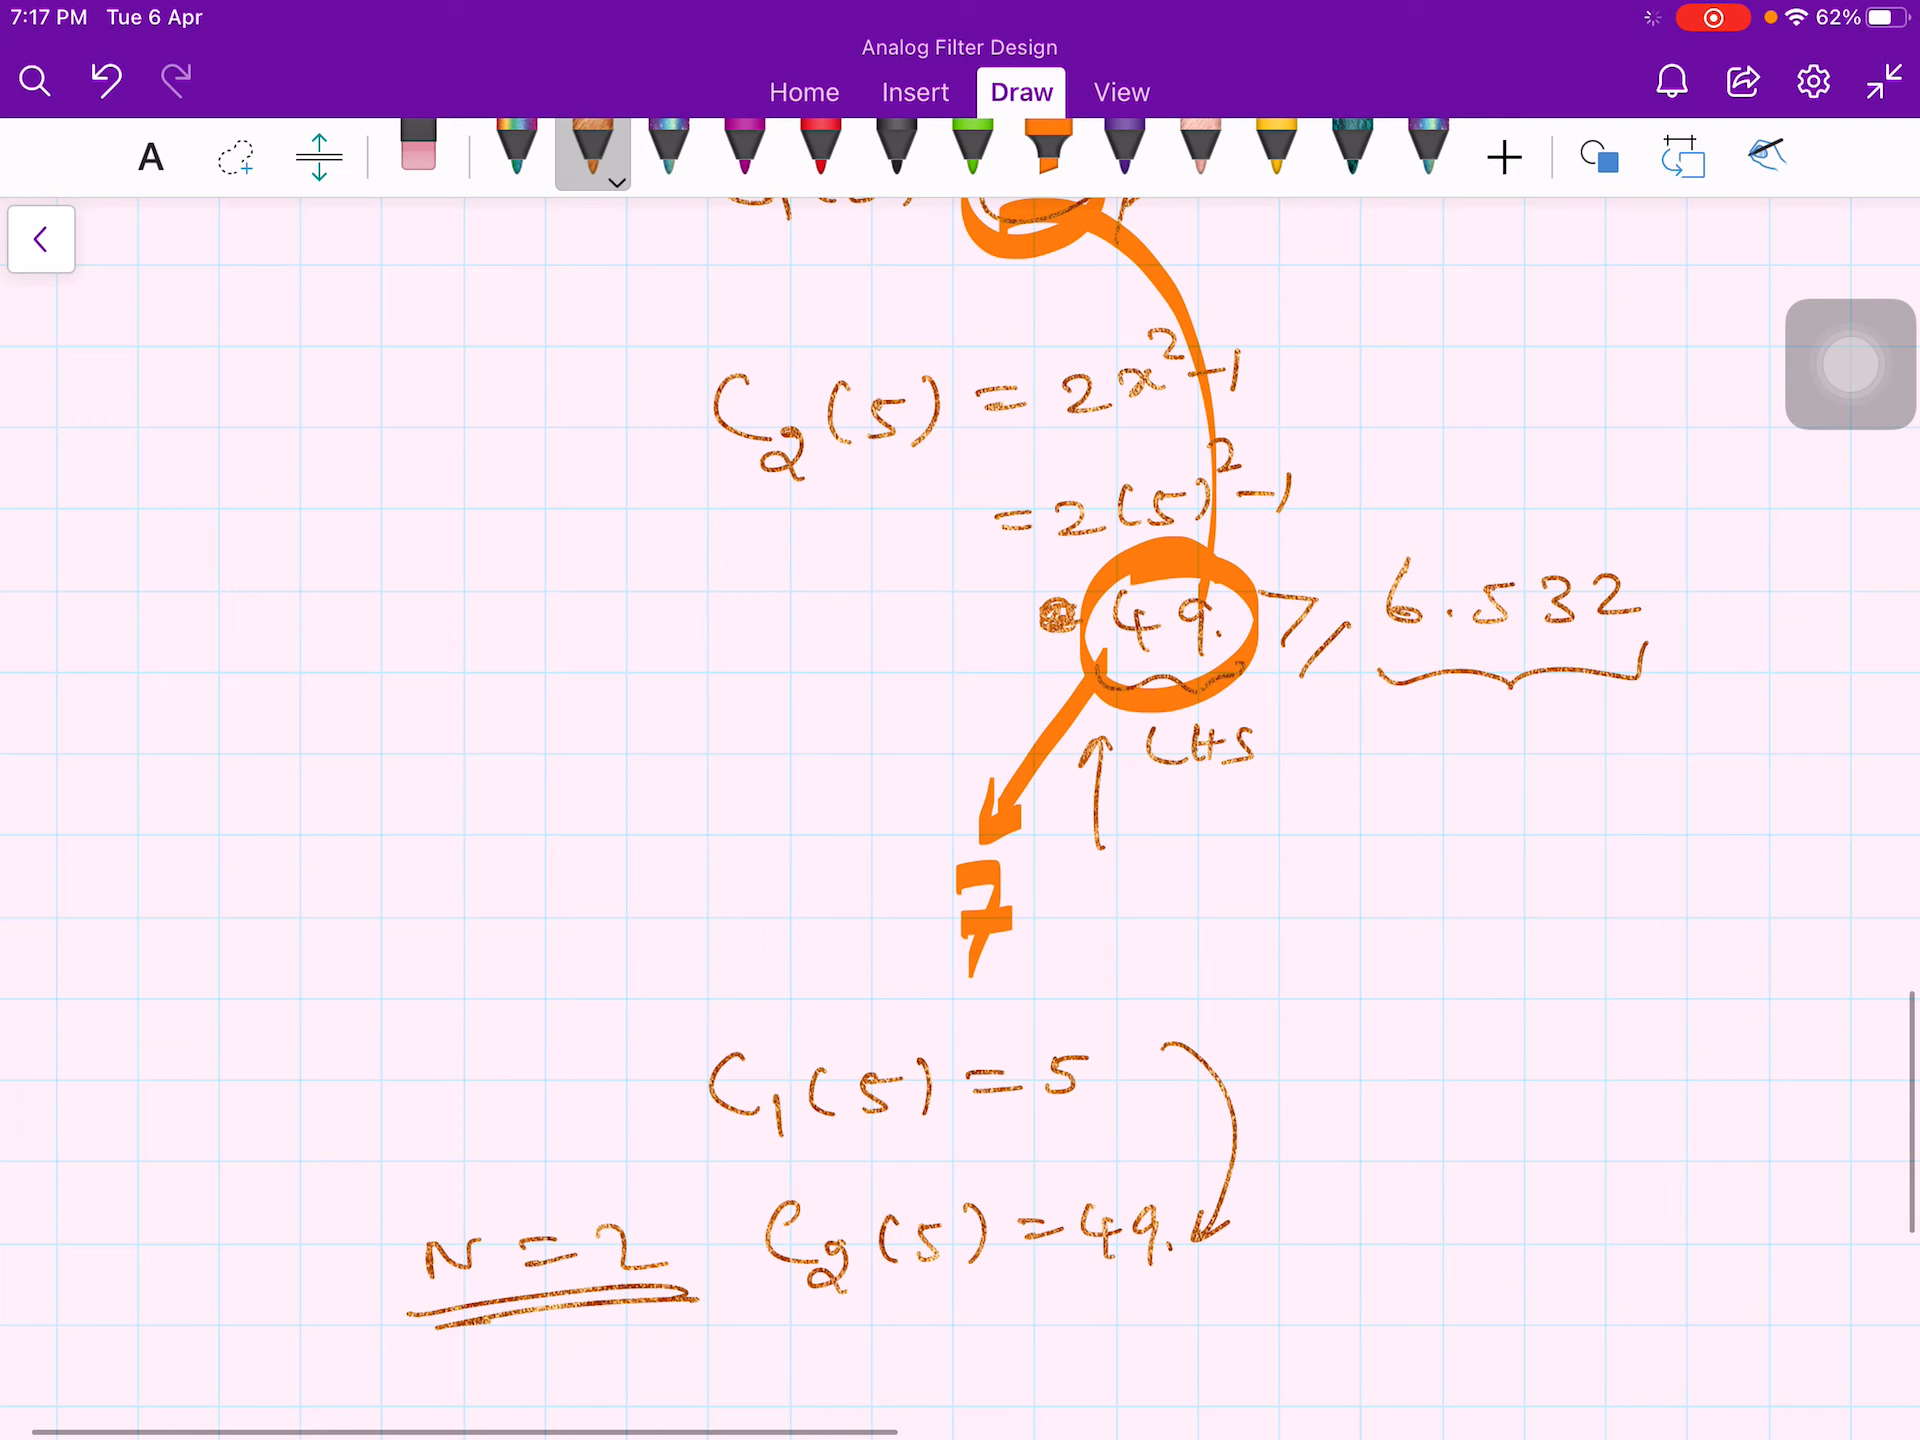 7:17 PM Tue 6 Apr
62%
Analog Filter Design
Home Insert Draw View
A
C₂(5) = 2x²-1
= 2(5)²-1
49. ⩾ 6.532
LHS
7
C₁(5) = 5
N = 2 C₂(5) = 49.